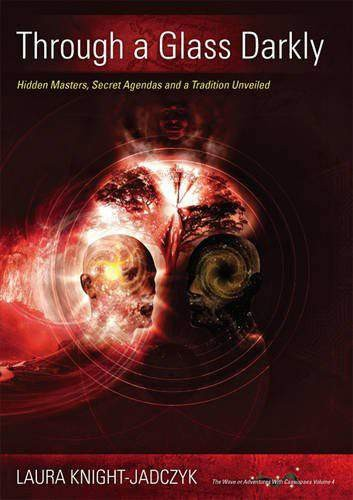 Through a Glass Darkly
Hidden Masters, Secret Agendas and a Tradition Unveiled
LAURA KNIGHT-JADCZYK
The Wave or Adventures With Cassiopaea Volume 4